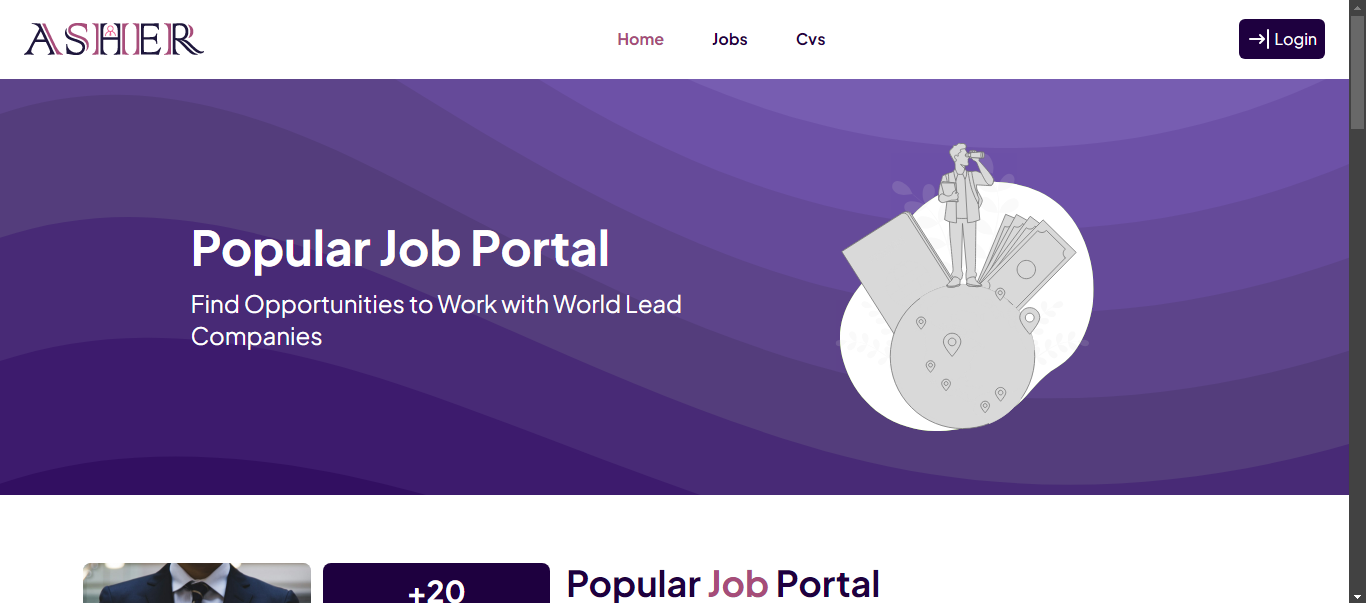 ASHER
Home
Jobs
Cvs
Login
Popular Job Portal
Find Opportunities to Work with World Lead
Companies
+20
Popular Job Portal